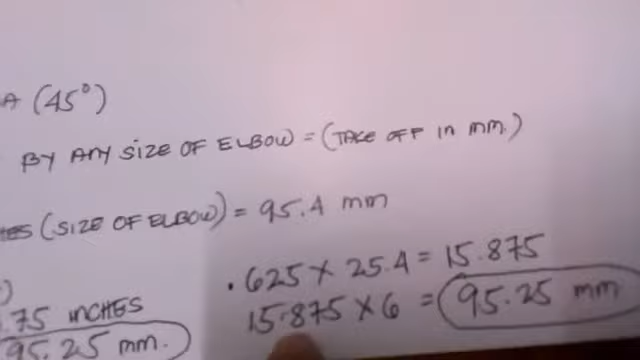 A (45°)
BY ANY SIZE OF ELBOW = (TAKE OFF IN mm.)
(SIZE OF ELBOW) = 95.4 mm
.625 X 25.4 = 15.875
.75 INCHES
15.875 X 6 = 95.25 mm
95.25 mm.